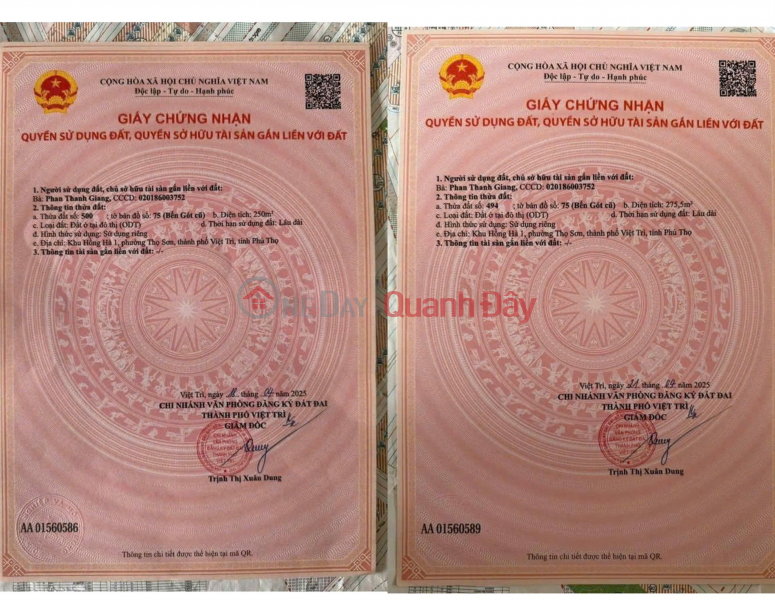 CỘNG HÒA XÃ HỘI CHỦ NGHĨA VIỆT NAM
Độc lập - Tự do - Hạnh phúc
GIẤY CHỨNG NHẬN
QUYỀN SỬ DỤNG ĐẤT, QUYỀN SỞ HỮU TÀI SẢN GẮN LIỀN VỚI ĐẤT
1. Người sử dụng đất, chủ sở hữu tài sản gắn liền với đất:
Bà: Phan Thanh Giang, CCCD: 020186003752
2. Thông tin thửa đất:
a. Thửa đất số: 500 ; tờ bản đồ số: 75 (Bến Gót cũ) b. Diện tích: 250m²
c. Loại đất: Đất ở tại đô thị (ODT) d. Thời hạn sử dụng đất: Lâu dài
đ. Hình thức sử dụng: Sử dụng riêng
e. Địa chỉ: Khu Hồng Hà 1, phường Thọ Sơn, thành phố Việt Trì, tỉnh Phú Thọ
3. Thông tin tài sản gắn liền với đất: -/-
Việt Trì, ngày 18 tháng 04 năm 2025
CHI NHÁNH VĂN PHÒNG ĐĂNG KÝ ĐẤT ĐAI
THÀNH PHỐ VIỆT TRÌ
GIÁM ĐỐC
Trịnh Thị Xuân Dung
AA 01560586
Thông tin chi tiết được thể hiện tại mã QR.
CỘNG HÒA XÃ HỘI CHỦ NGHĨA VIỆT NAM
Độc lập - Tự do - Hạnh phúc
GIẤY CHỨNG NHẬN
QUYỀN SỬ DỤNG ĐẤT, QUYỀN SỞ HỮU TÀI SẢN GẮN LIỀN VỚI ĐẤT
1. Người sử dụng đất, chủ sở hữu tài sản gắn liền với đất:
Bà: Phan Thanh Giang, CCCD: 020186003752
2. Thông tin thửa đất:
a. Thửa đất số: 494 ; tờ bản đồ số: 75 (Bến Gót cũ) b. Diện tích: 275,5m²
c. Loại đất: Đất ở tại đô thị (ODT) d. Thời hạn sử dụng đất: Lâu dài
đ. Hình thức sử dụng: Sử dụng riêng
e. Địa chỉ: Khu Hồng Hà 1, phường Thọ Sơn, thành phố Việt Trì, tỉnh Phú Thọ
3. Thông tin tài sản gắn liền với đất: -/-
Việt Trì, ngày 21 tháng 04 năm 2025
CHI NHÁNH VĂN PHÒNG ĐĂNG KÝ ĐẤT ĐAI
THÀNH PHỐ VIỆT TRÌ
GIÁM ĐỐC
Trịnh Thị Xuân Dung
AA 01560589
Thông tin chi tiết được thể hiện tại mã QR.
Quanh Đây